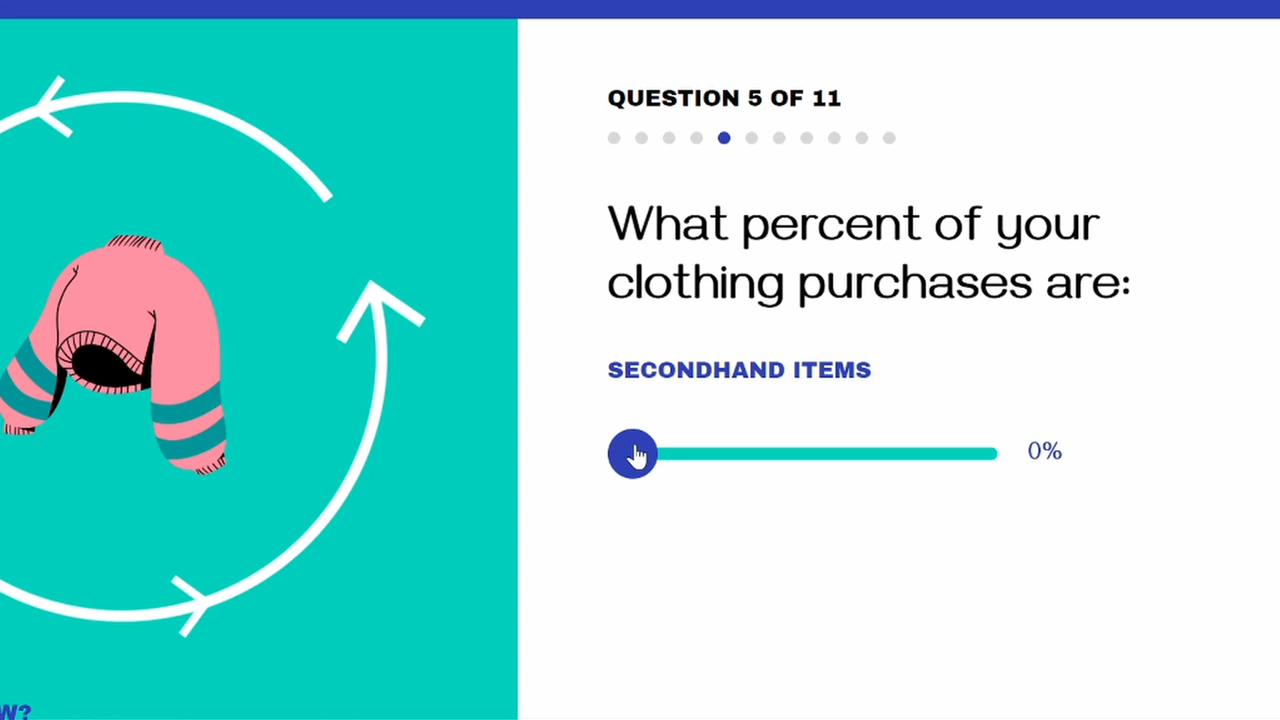 QUESTION 5 OF 11
What percent of your
clothing purchases are:
SECONDHAND ITEMS
0%
W?